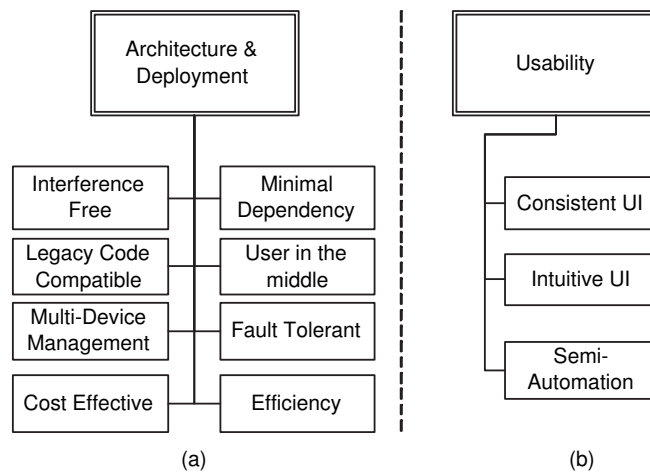 Architecture &
Deployment
Interference
Free
Minimal
Dependency
Legacy Code
Compatible
User in the
middle
Multi-Device
Management
Fault Tolerant
Cost Effective
Efficiency
(a)
Usability
Consistent UI
Intuitive UI
Semi-
Automation
(b)